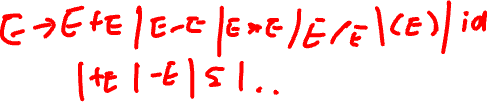 E → E + E | E - E | E * E | E / E | (E) | id
| + E | - E | Σ | . .